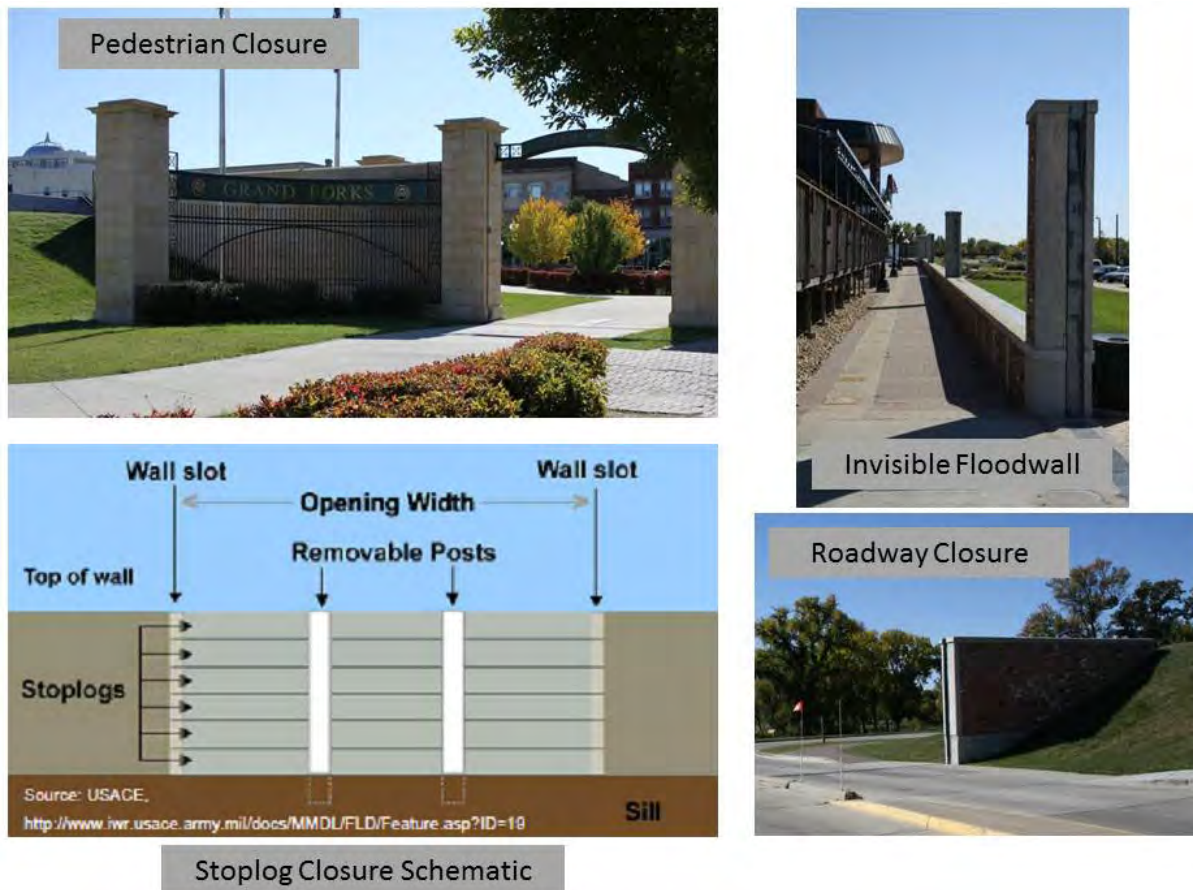 Pedestrian Closure
GRAND FORKS
Invisible Floodwall
Wall slot
Wall slot
Opening Width
Removable Posts
Top of wall
Stoplogs
Source: USACE,
http://www.iwr.usace.army.mil/docs/MMDL/FLD/Feature.asp?ID=19
Sill
Stoplog Closure Schematic
Roadway Closure